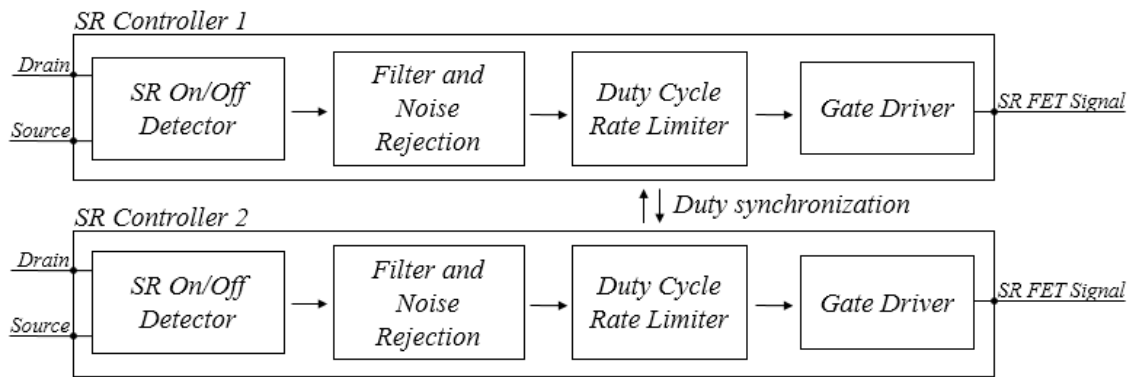 SR Controller 1
Drain
Source
SR On/Off
Detector
Filter and
Noise
Rejection
Duty Cycle
Rate Limiter
Gate Driver
SR FET Signal
Duty synchronization
SR Controller 2
Drain
Source
SR On/Off
Detector
Filter and
Noise
Rejection
Duty Cycle
Rate Limiter
Gate Driver
SR FET Signal